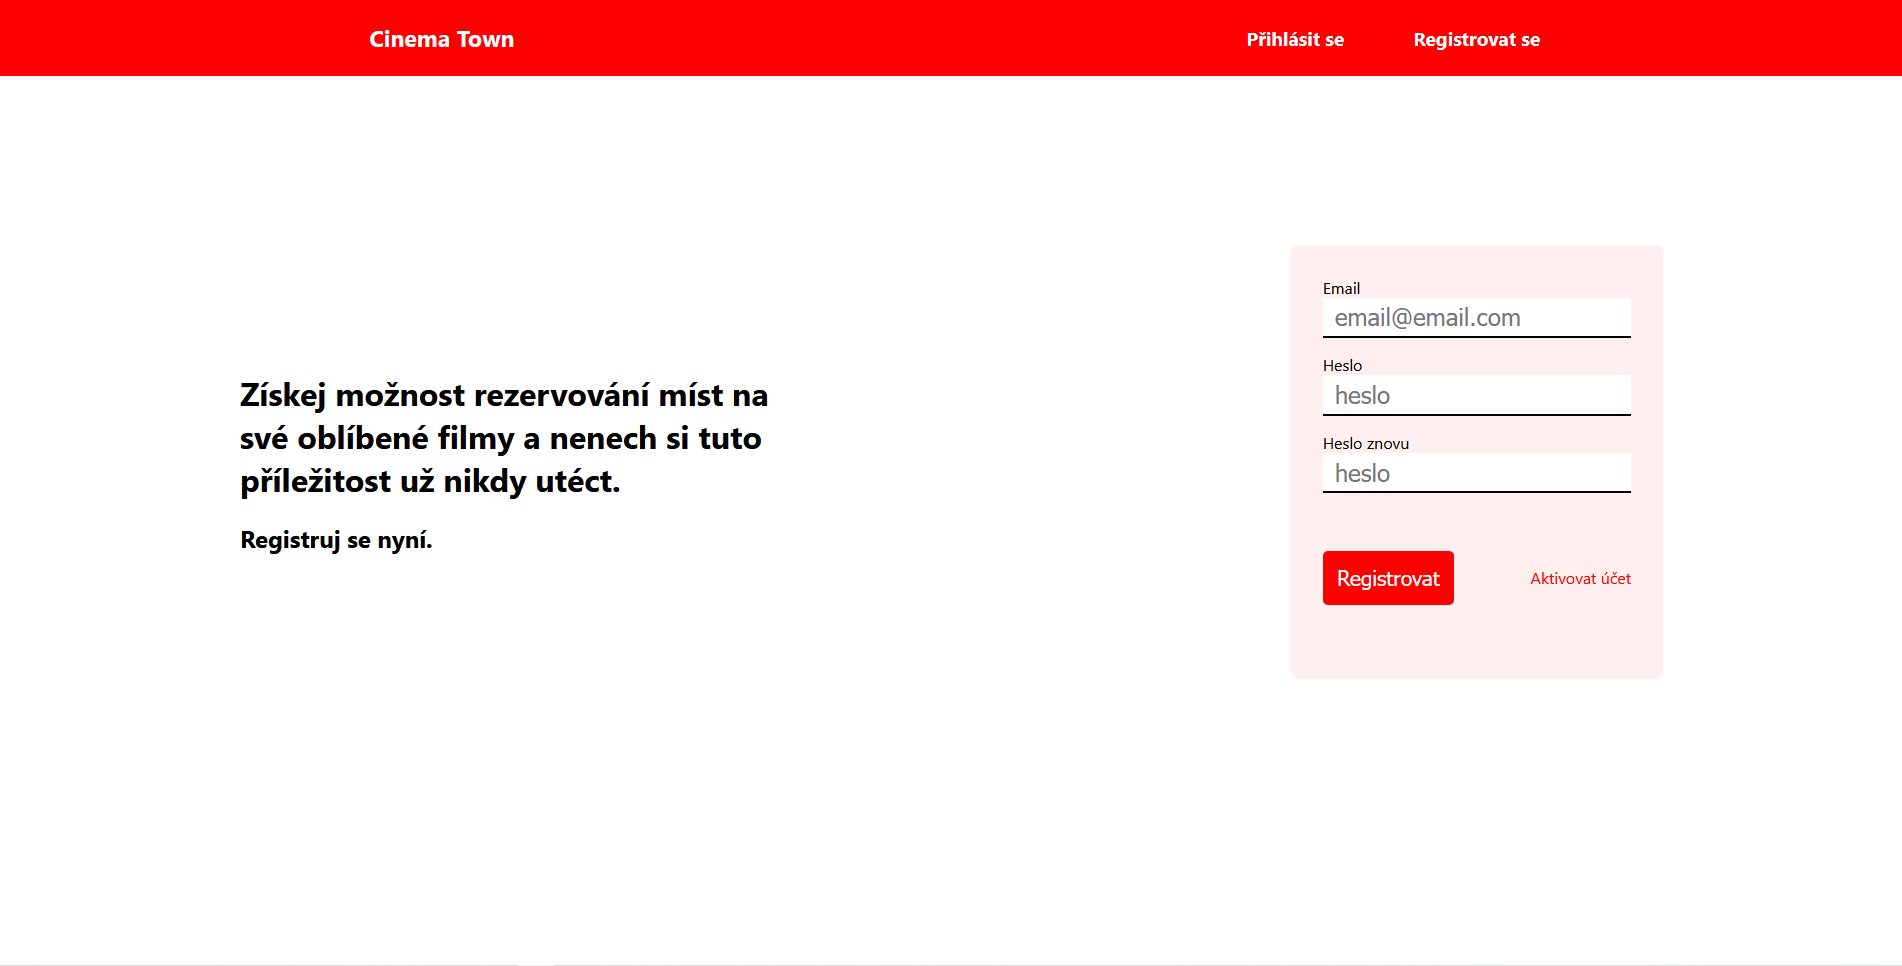 Cinema Town
Přihlásit se
Registrovat se
Získej možnost rezervování míst na
své oblíbené filmy a nenech si tuto
příležitost už nikdy utéct.
Registruj se nyní.
Email
email@email.com
Heslo
heslo
Heslo znovu
heslo
Registrovat
Aktivovat účet